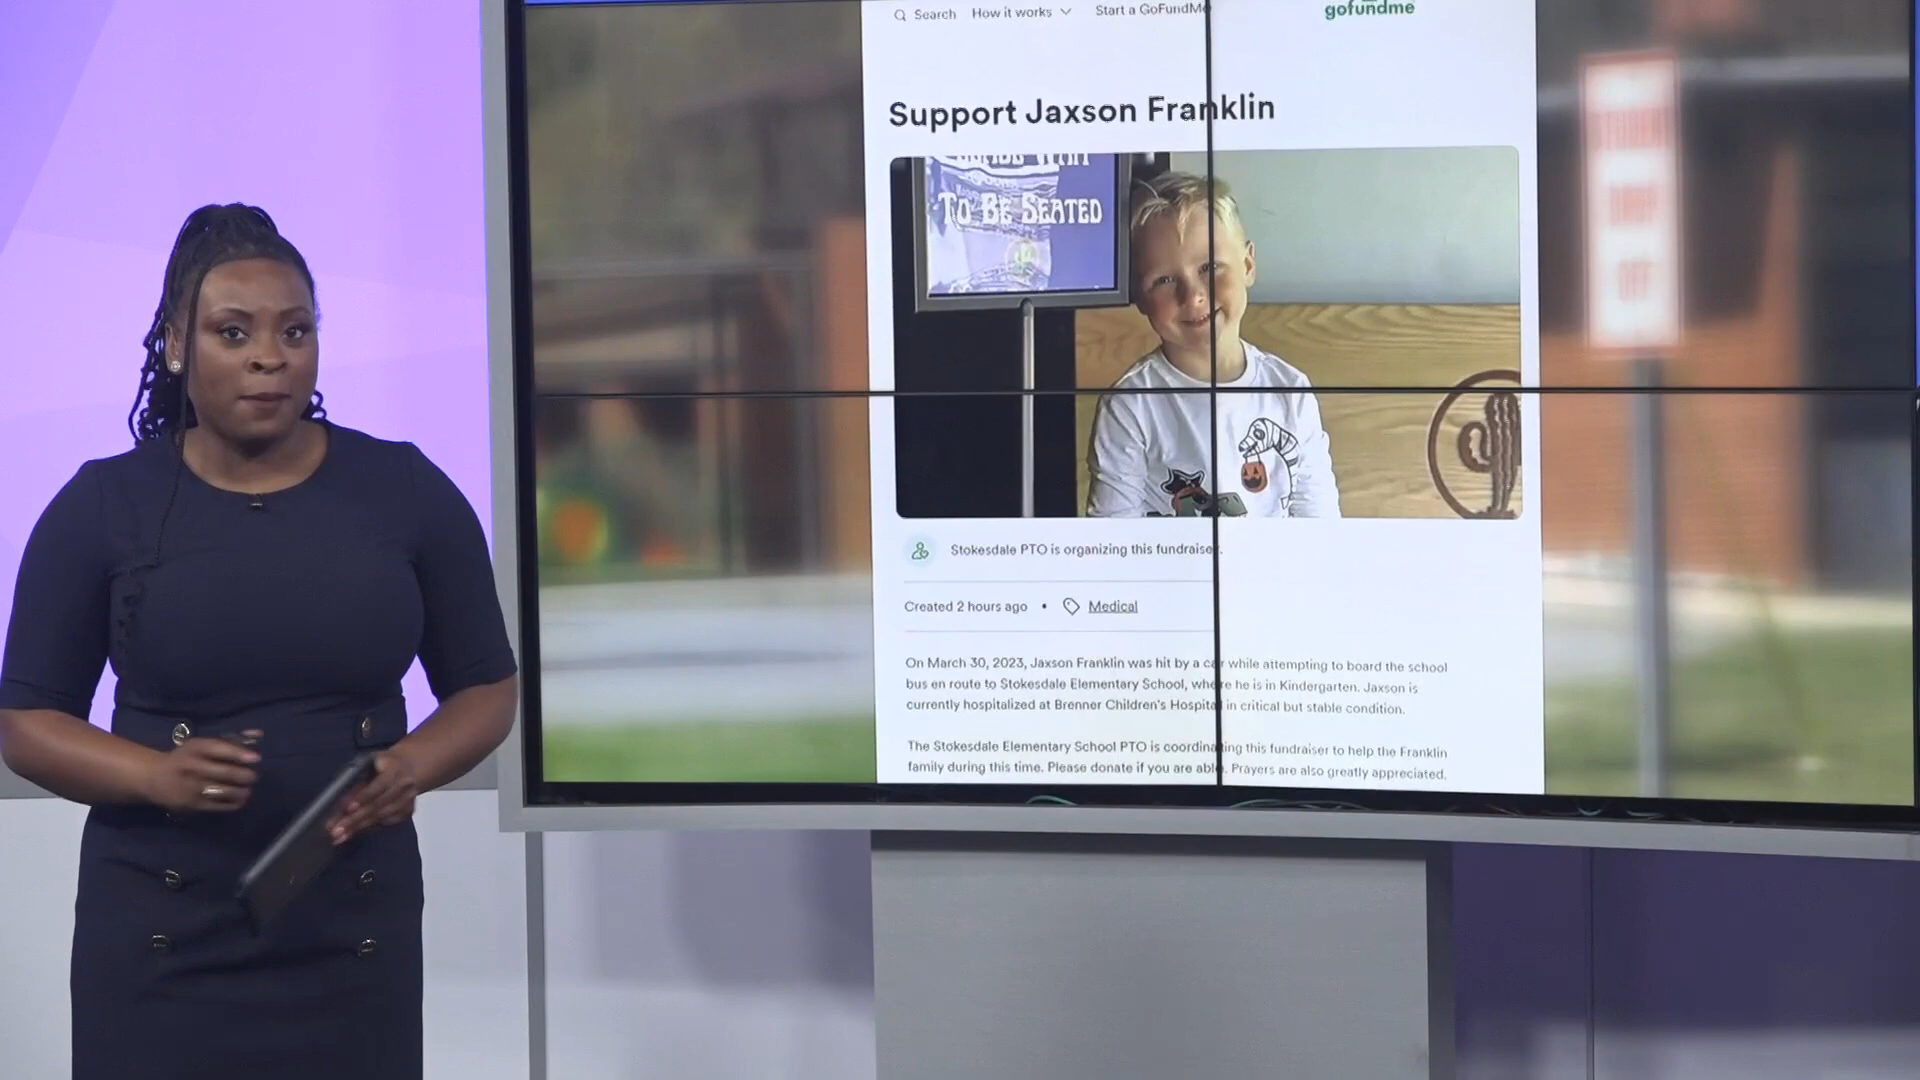 Search How it works Start a GoFundMe gofundme
Support Jaxson Franklin
To Be Seated
Stokesdale PTO is organizing this fundraiser.
Created 2 hours ago • Medical
On March 30, 2023, Jaxson Franklin was hit by a car while attempting to board the school
bus en route to Stokesdale Elementary School, where he is in Kindergarten. Jaxson is
currently hospitalized at Brenner Children's Hospital in critical but stable condition.
The Stokesdale Elementary School PTO is coordinating this fundraiser to help the Franklin
family during this time. Please donate if you are able. Prayers are also greatly appreciated.